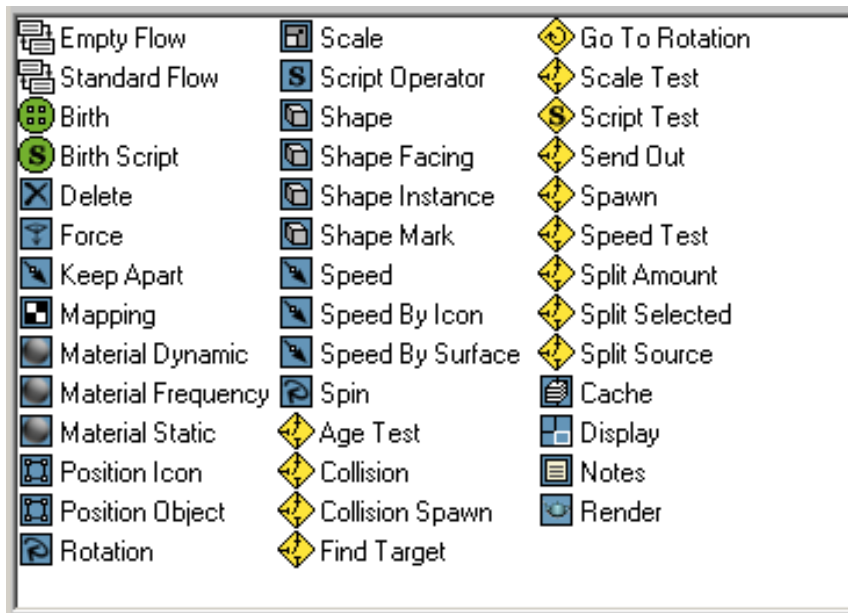 Empty Flow
Standard Flow
Birth
Birth Script
Delete
Force
Keep Apart
Mapping
Material Dynamic
Material Frequency
Material Static
Position Icon
Position Object
Rotation
Scale
Script Operator
Shape
Shape Facing
Shape Instance
Shape Mark
Speed
Speed By Icon
Speed By Surface
Spin
Age Test
Collision
Collision Spawn
Find Target
Go To Rotation
Scale Test
Script Test
Send Out
Spawn
Speed Test
Split Amount
Split Selected
Split Source
Cache
Display
Notes
Render